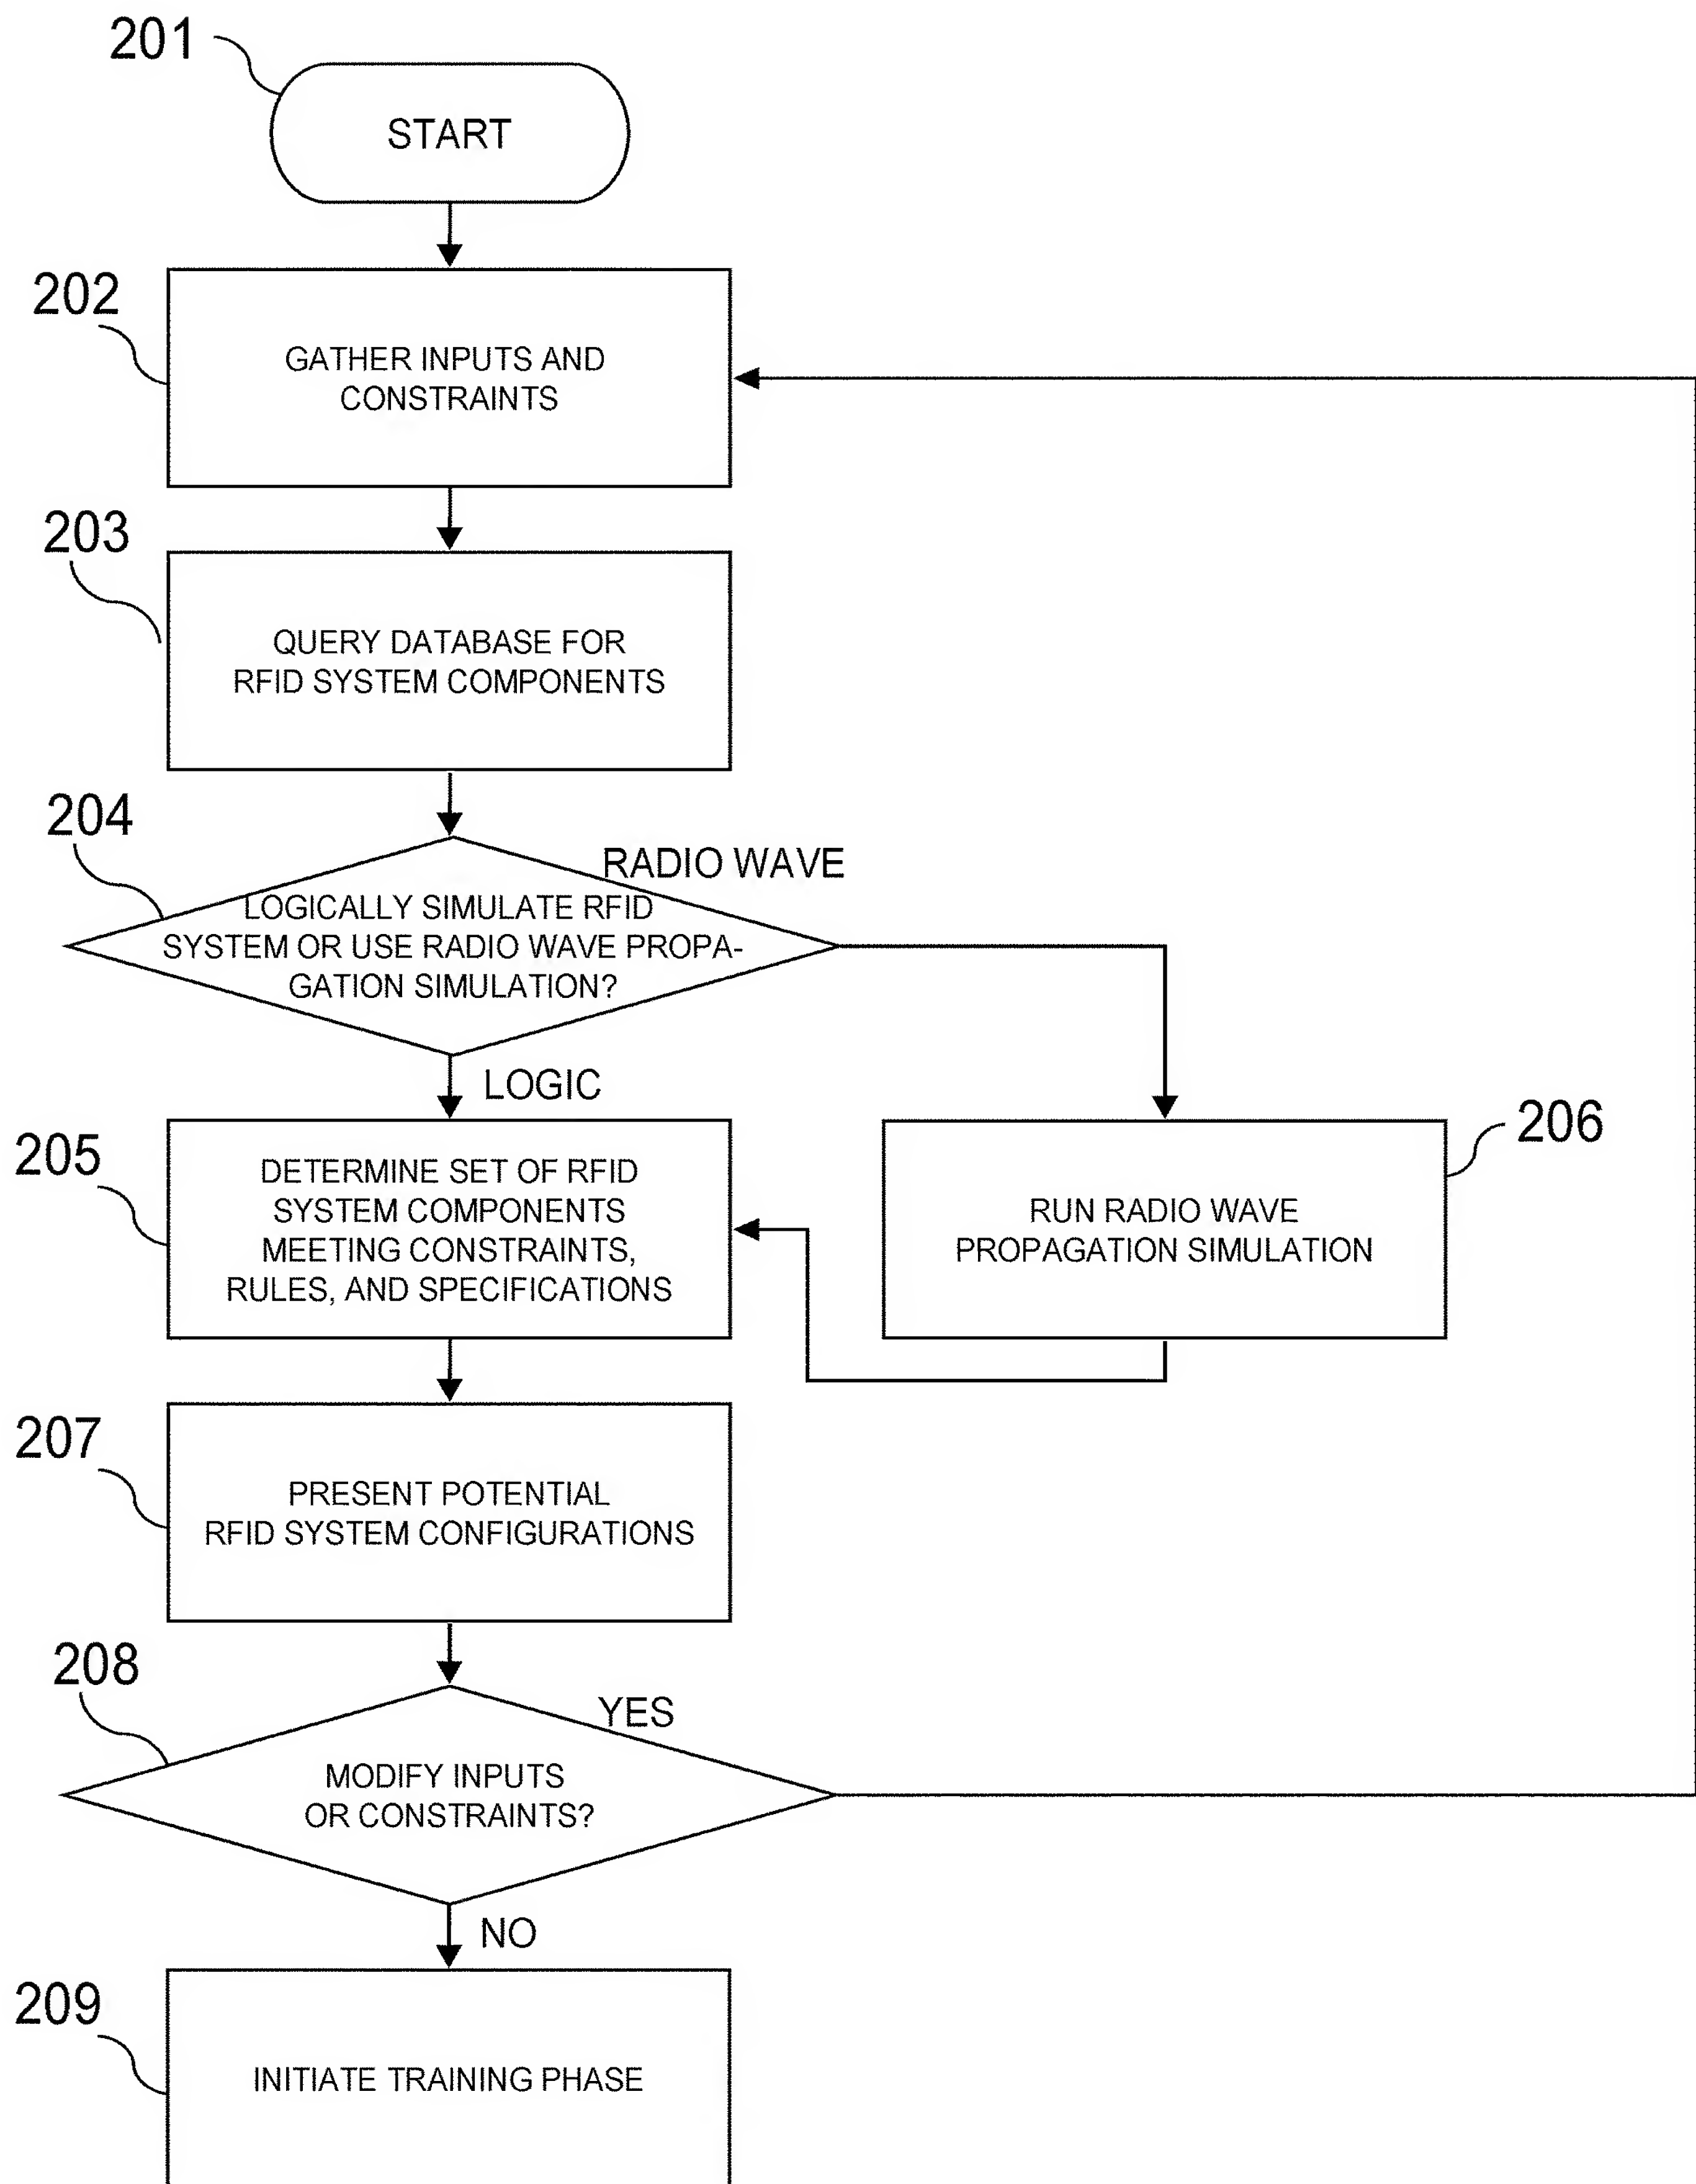 201
START
202
GATHER INPUTS AND
CONSTRAINTS
203
QUERY DATABASE FOR
RFID SYSTEM COMPONENTS
204
RADIO WAVE
LOGICALLY SIMULATE RFID
SYSTEM OR USE RADIO WAVE PROPA-
GATION SIMULATION?
LOGIC
205
DETERMINE SET OF RFID
SYSTEM COMPONENTS
MEETING CONSTRAINTS,
RULES, AND SPECIFICATIONS
206
RUN RADIO WAVE
PROPAGATION SIMULATION
207
PRESENT POTENTIAL
RFID SYSTEM CONFIGURATIONS
208
YES
MODIFY INPUTS
OR CONSTRAINTS?
NO
209
INITIATE TRAINING PHASE